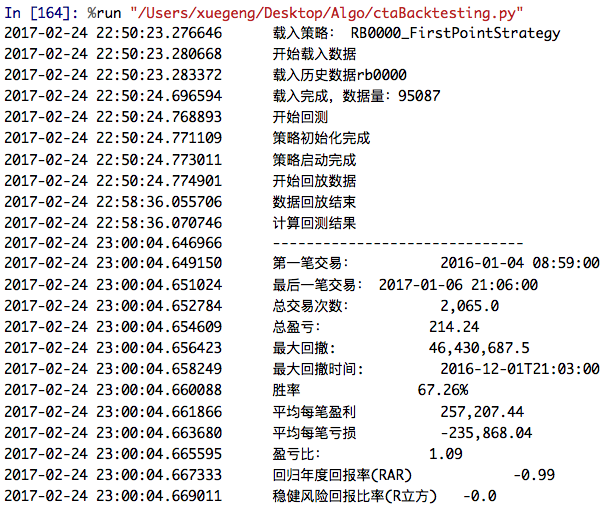 In [164]: %run "/Users/xuegeng/Desktop/Algo/ctaBacktesting.py"
2017-02-24 22:50:23.276646 载入策略： RB0000_FirstPointStrategy
2017-02-24 22:50:23.280668 开始载入数据
2017-02-24 22:50:23.283372 载入历史数据rb0000
2017-02-24 22:50:24.696594 载入完成，数据量：95087
2017-02-24 22:50:24.768893 开始回测
2017-02-24 22:50:24.771109 策略初始化完成
2017-02-24 22:50:24.773011 策略启动完成
2017-02-24 22:50:24.774901 开始回放数据
2017-02-24 22:58:36.055706 数据回放结束
2017-02-24 22:58:36.070746 计算回测结果
2017-02-24 23:00:04.646966 ------------------------------
2017-02-24 23:00:04.649150 第一笔交易： 2016-01-04 08:59:00
2017-02-24 23:00:04.651024 最后一笔交易： 2017-01-06 21:06:00
2017-02-24 23:00:04.652784 总交易次数： 2,065.0
2017-02-24 23:00:04.654609 总盈亏： 214.24
2017-02-24 23:00:04.656423 最大回撤: 46,430,687.5
2017-02-24 23:00:04.658249 最大回撤时间: 2016-12-01T21:03:00
2017-02-24 23:00:04.660088 胜率 67.26%
2017-02-24 23:00:04.661866 平均每笔盈利 257,207.44
2017-02-24 23:00:04.663680 平均每笔亏损 -235,868.04
2017-02-24 23:00:04.665595 盈亏比： 1.09
2017-02-24 23:00:04.667333 回归年度回报率(RAR) -0.99
2017-02-24 23:00:04.669011 稳健风险回报比率(R立方) -0.0